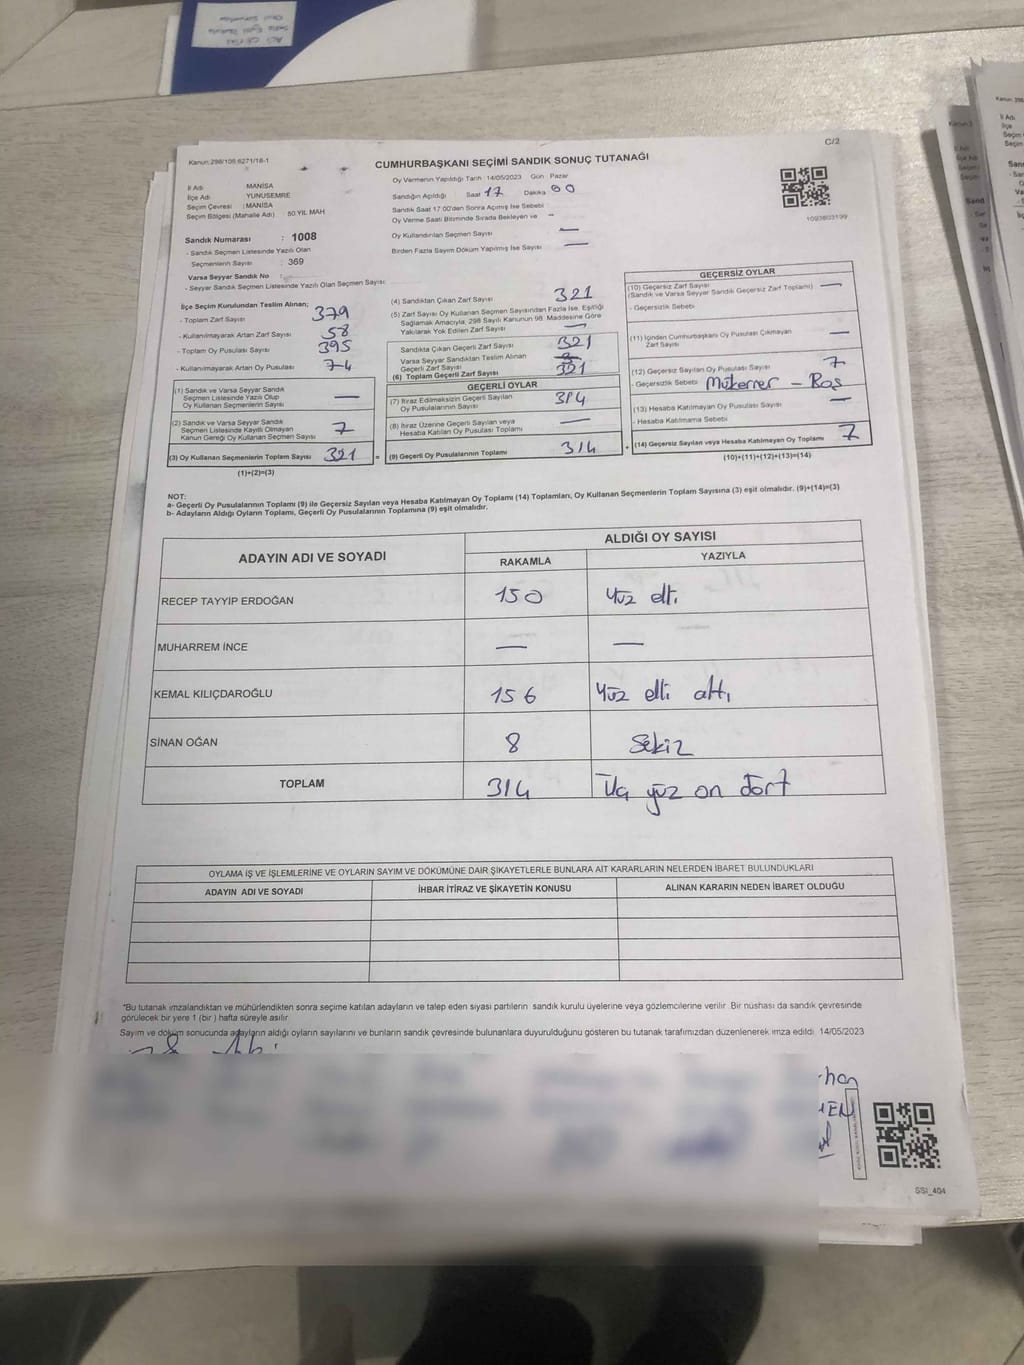 C/2
Kanun:298/106 6271/16-1
CUMHURBAŞKANI SEÇİMİ SANDIK SONUÇ TUTANAĞI
İl Adı : MANİSA
İlçe Adı : YUNUSEMRE
Seçim Çevresi : MANİSA
Seçim Bölgesi (Mahalle Adı) : 50.YIL MAH
Sandık Numarası : 1008
- Sandık Seçmen Listesinde Yazılı Olan
Seçmenlerin Sayısı : 369
Varsa Seyyar Sandık No :
- Seyyar Sandık Seçmen Listesinde Yazılı Olan Seçmen Sayısı:
Oy Vermenin Yapıldığı Tarih 14/05/2023 Gün Pazar
Sandığın Açıldığı Saat 17 Dakika 00
Sandık Saat 17:00'den Sonra Açılmış İse Sebebi
Oy Verme Saati Bitiminde Sırada Bekleyen ve –
Oy Kullandırılan Seçmen Sayısı —
Birden Fazla Sayım Döküm Yapılmış İse Sayısı —
1093803199
İlçe Seçim Kurulundan Teslim Alınan;
- Toplam Zarf Sayısı 379
- Kullanılmayarak Artan Zarf Sayısı 58
- Toplam Oy Pusulası Sayısı 395
- Kullanılmayarak Artan Oy Pusulası 74
(1) Sandık ve Varsa Seyyar Sandık
Seçmen Listesinde Yazılı Olup
Oy Kullanan Seçmenlerin Sayısı —
(2) Sandık ve Varsa Seyyar Sandık
Seçmen Listesinde Kayıtlı Olmayan
Kanun Gereği Oy Kullanan Seçmen Sayısı 7
(3) Oy Kullanan Seçmenlerin Toplam Sayısı 321 =
(1)+(2)=(3)
(4) Sandıktan Çıkan Zarf Sayısı 321
(5) Zarf Sayısı Oy Kullanan Seçmen Sayısından Fazla İse, Eşitliği
Sağlamak Amacıyla, 298 Sayılı Kanunun 98. Maddesine Göre
Yakılarak Yok Edilen Zarf Sayısı —
Sandıkta Çıkan Geçerli Zarf Sayısı 321
Varsa Seyyar Sandıktan Teslim Alınan
Geçerli Zarf Sayısı
(6) Toplam Geçerli Zarf Sayısı 321
GEÇERLİ OYLAR
(7) İtiraz Edilmeksizin Geçerli Sayılan
Oy Pusulalarının Sayısı 314
(8) İtiraz Üzerine Geçerli Sayılan veya
Hesaba Katılan Oy Pusulası Toplamı —
(9) Geçerli Oy Pusulalarının Toplamı 314 +
GEÇERSİZ OYLAR
(10) Geçersiz Zarf Sayısı —
(Sandık ve Varsa Seyyar Sandık Geçersiz Zarf Toplamı)
- Geçersizlik Sebebi
(11) İçinden Cumhurbaşkanı Oy Pusulası Çıkmayan
Zarf Sayısı —
(12) Geçersiz Sayılan Oy Pusulası Sayısı 7
- Geçersizlik Sebebi Mükerrer – Boş
(13) Hesaba Katılmayan Oy Pusulası Sayısı —
- Hesaba Katılmama Sebebi
(14) Geçersiz Sayılan veya Hesaba Katılmayan Oy Toplamı 7
(10)+(11)+(12)+(13)=(14)
NOT:
a- Geçerli Oy Pusulalarının Toplamı (9) ile Geçersiz Sayılan veya Hesaba Katılmayan Oy Toplamı (14) Toplamları, Oy Kullanan Seçmenlerin Toplam Sayısına (3) eşit olmalıdır. (9)+(14)=(3)
b- Adayların Aldığı Oyların Toplamı, Geçerli Oy Pusulalarının Toplamına (9) eşit olmalıdır.
ADAYIN ADI VE SOYADI
ALDIĞI OY SAYISI
RAKAMLA YAZIYLA
RECEP TAYYİP ERDOĞAN 150 Yüz elli
MUHARREM İNCE — —
KEMAL KILIÇDAROĞLU 156 Yüz elli altı
SİNAN OĞAN 8 Sekiz
TOPLAM 314 Üç yüz on dört
OYLAMA İŞ VE İŞLEMLERİNE VE OYLARIN SAYIM VE DÖKÜMÜNE DAİR ŞİKAYETLERLE BUNLARA AİT KARARLARIN NELERDEN İBARET BULUNDUKLARI
ADAYIN ADI VE SOYADI İHBAR İTİRAZ VE ŞİKAYETİN KONUSU ALINAN KARARIN NEDEN İBARET OLDUĞU
*Bu tutanak imzalandıktan ve mühürlendikten sonra seçime katılan adayların ve talep eden siyasi partilerin sandık kurulu üyelerine veya gözlemcilerine verilir. Bir nüshası da sandık çevresinde
görülecek bir yere 1 (bir ) hafta süreyle asılır.
Sayım ve döküm sonucunda adayların aldığı oyların sayılarını ve bunların sandık çevresinde bulunanlara duyurulduğunu gösteren bu tutanak tarafımızdan düzenlenerek imza edildi. 14/05/2023
SSİ_404